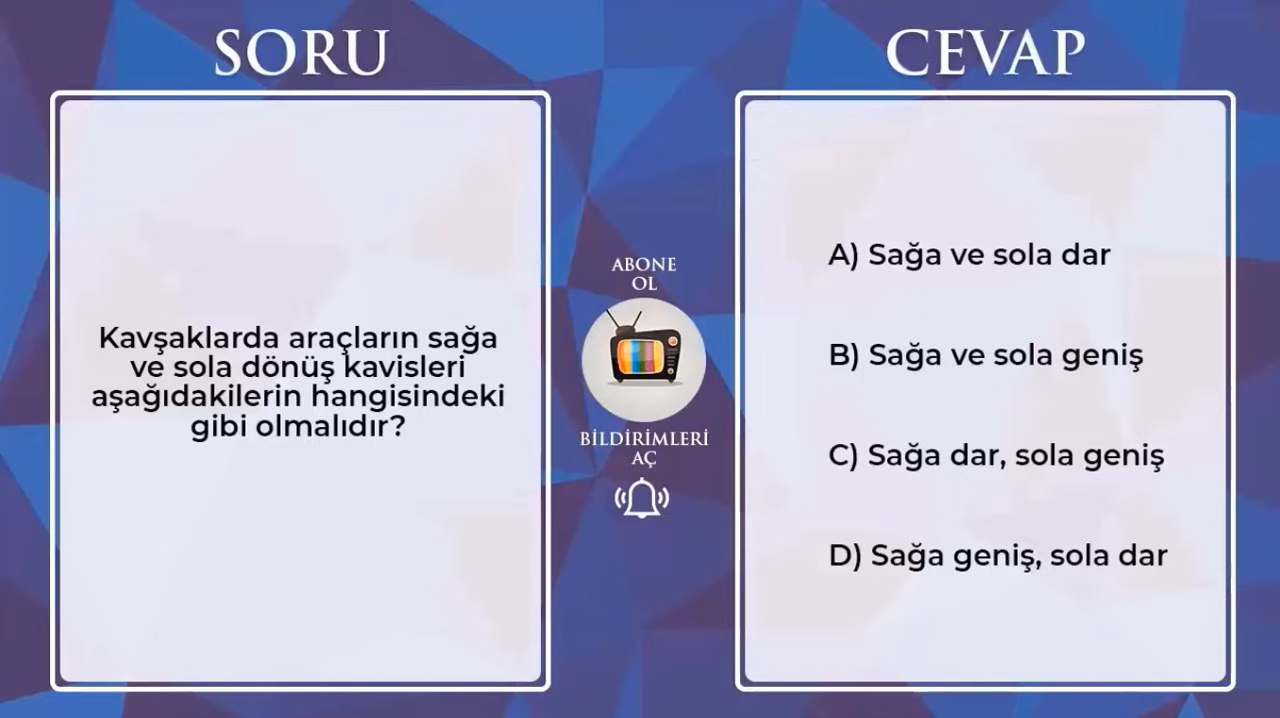 SORU
Kavşaklarda araçların sağa
ve sola dönüş kavisleri
aşağıdakilerin hangisindeki
gibi olmalıdır?
ABONE
OL
BİLDİRİMLERİ
AÇ
CEVAP
A) Sağa ve sola dar
B) Sağa ve sola geniş
C) Sağa dar, sola geniş
D) Sağa geniş, sola dar